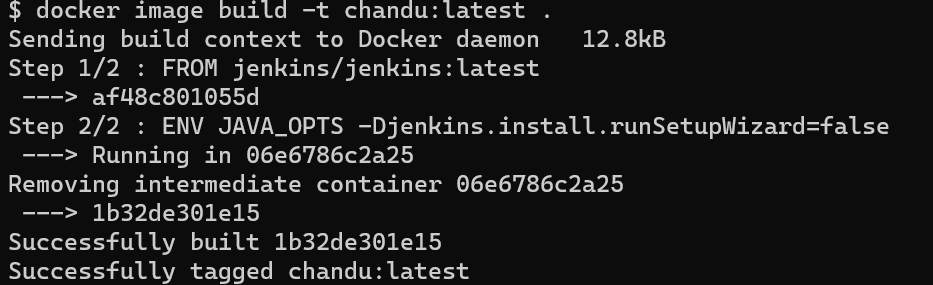 $ docker image build -t chandu:latest .
Sending build context to Docker daon   12.8kB
Step 1/2 : FROM jenkins/jenkins:latest
 ---> af48c801055d
Step 2/2 : ENV JAVA_OPTS -Djenkins.install.runSetupWizard=false
 ---> Running in 06e6786c2a25
Removing intermediate container 06e6786c2a25
 ---> 1b32de301e15
Successfully built 1b32de301e15
Successfully tagged chandu:latest